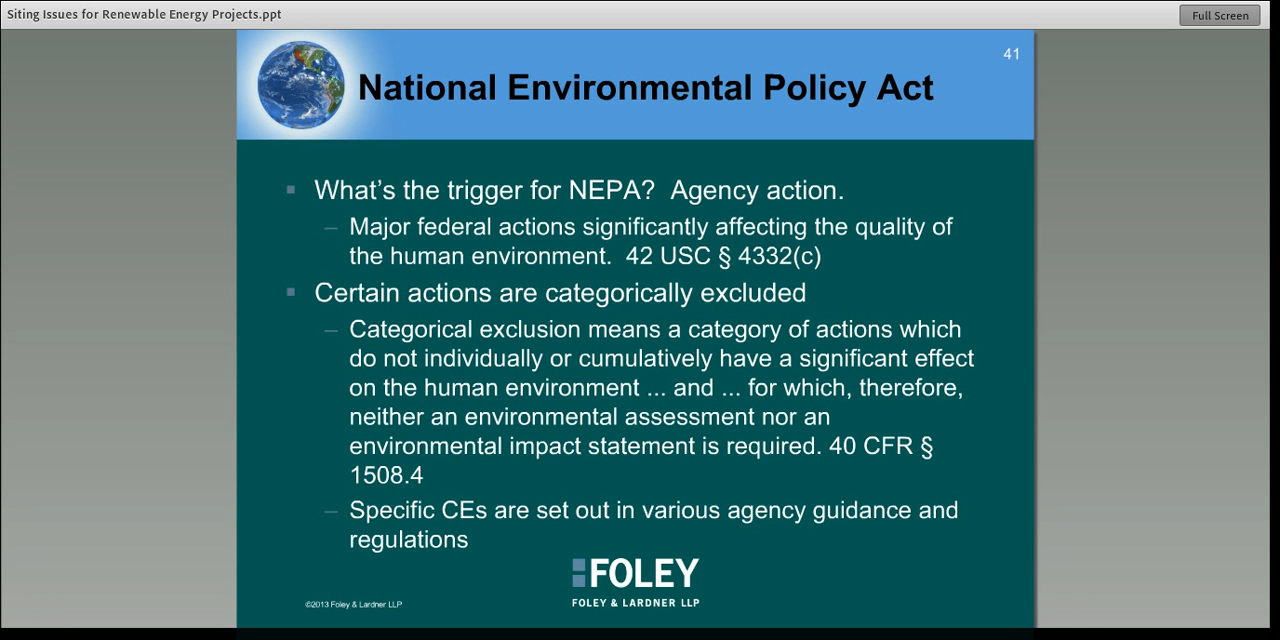 Siting Issues for Renewable Energy Projects.ppt
Full Screen
41
National Environmental Policy Act
What’s the trigger for NEPA?  Agency action.
– Major federal actions significantly affecting the quality of
the human environment.  42 USC § 4332(c)
Certain actions are categorically excluded
– Categorical exclusion means a category of actions which
do not individually or cumulatively have a significant effect
on the human environment ... and ... for which, therefore,
neither an environmental assessment nor an
environmental impact statement is required. 40 CFR §
1508.4
– Specific CEs are set out in various agency guidance and
regulations
FOLEY
FOLEY & LARDNER LLP
©2013 Foley & Lardner LLP